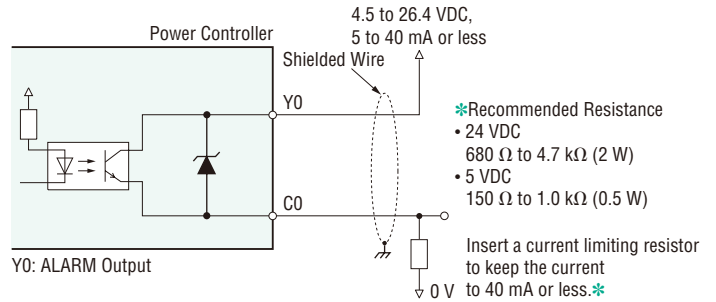 4.5 to 26.4 VDC,
5 to 40 mA or less
Power Controller
Shielded Wire
Y0
✻Recommended Resistance
• 24 VDC
680 Ω to 4.7 kΩ (2 W)
• 5 VDC
150 Ω to 1.0 kΩ (0.5 W)
C0
Y0: ALARM Output
Insert a current limiting resistor
to keep the current
to 40 mA or less.✻
0 V